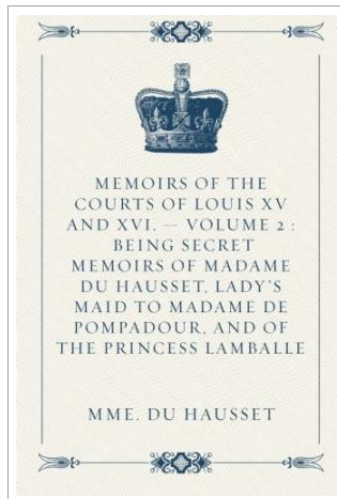 MEMOIRS OF THE
COURTS OF LOUIS XV
AND XVI. — VOLUME 2 :
BEING SECRET
MEMOIRS OF MADAME
DU HAUSSET, LADY'S
MAID TO MADAME DE
POMPADOUR, AND OF
THE PRINCESS LAMBALLE
MME. DU HAUSSET